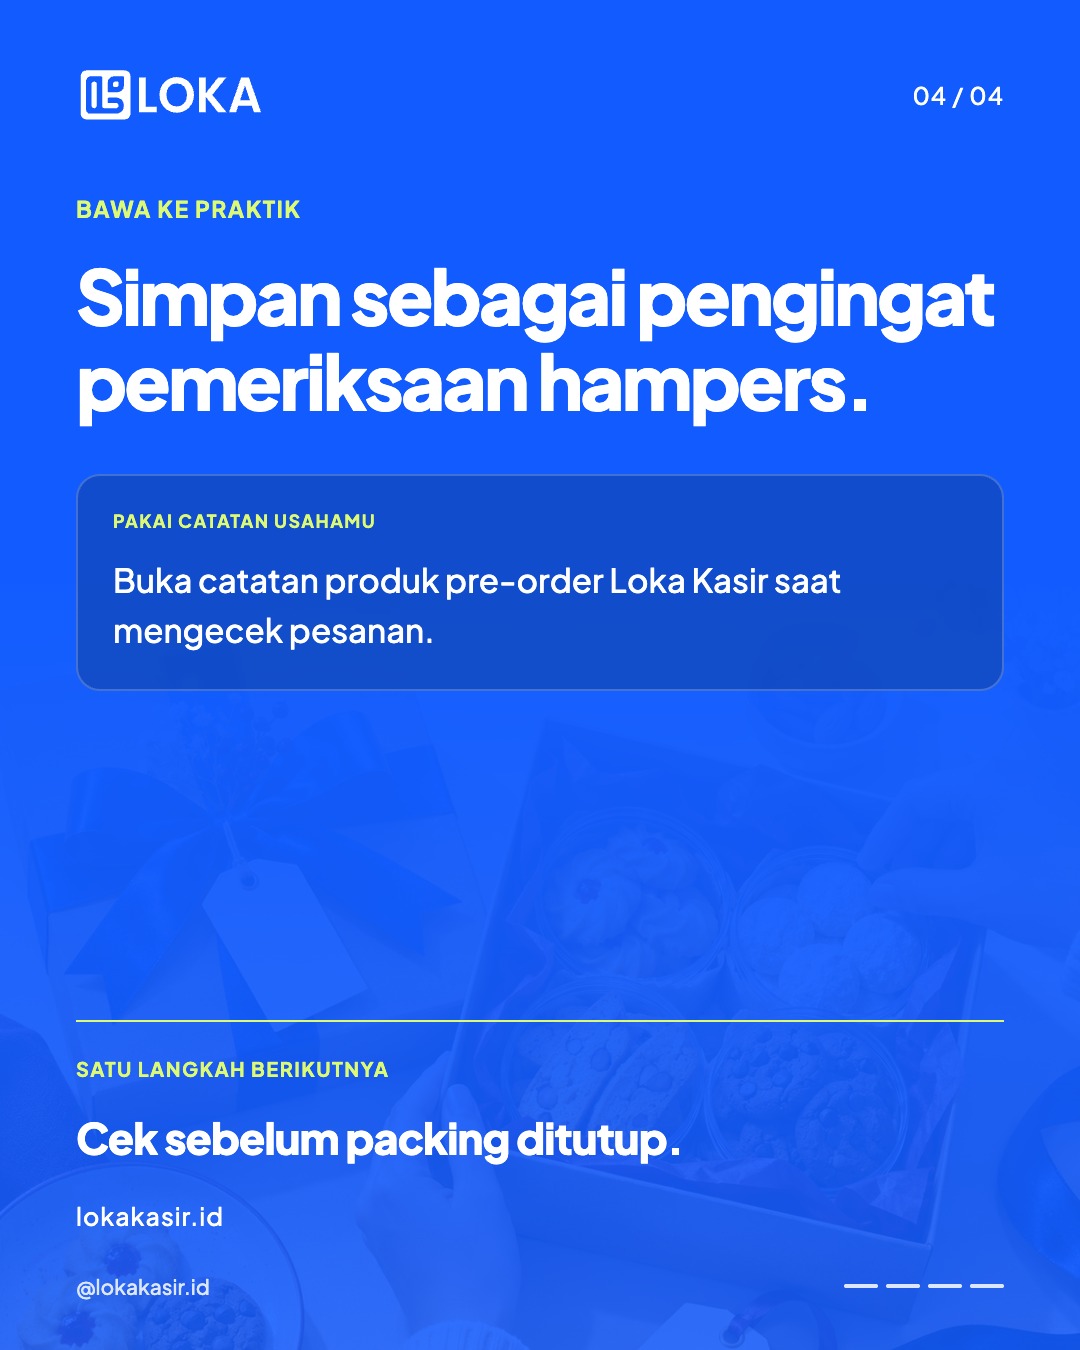 LOKA
04 / 04
BAWA KE PRAKTIK
Simpan sebagai pengingat
pemeriksaan hampers.
PAKAI CATATAN USAHAMU
Buka catatan produk pre-order Loka Kasir saat
mengecek pesanan.
SATU LANGKAH BERIKUTNYA
Cek sebelum packing ditutup.
lokakasir.id
@lokakasir.id